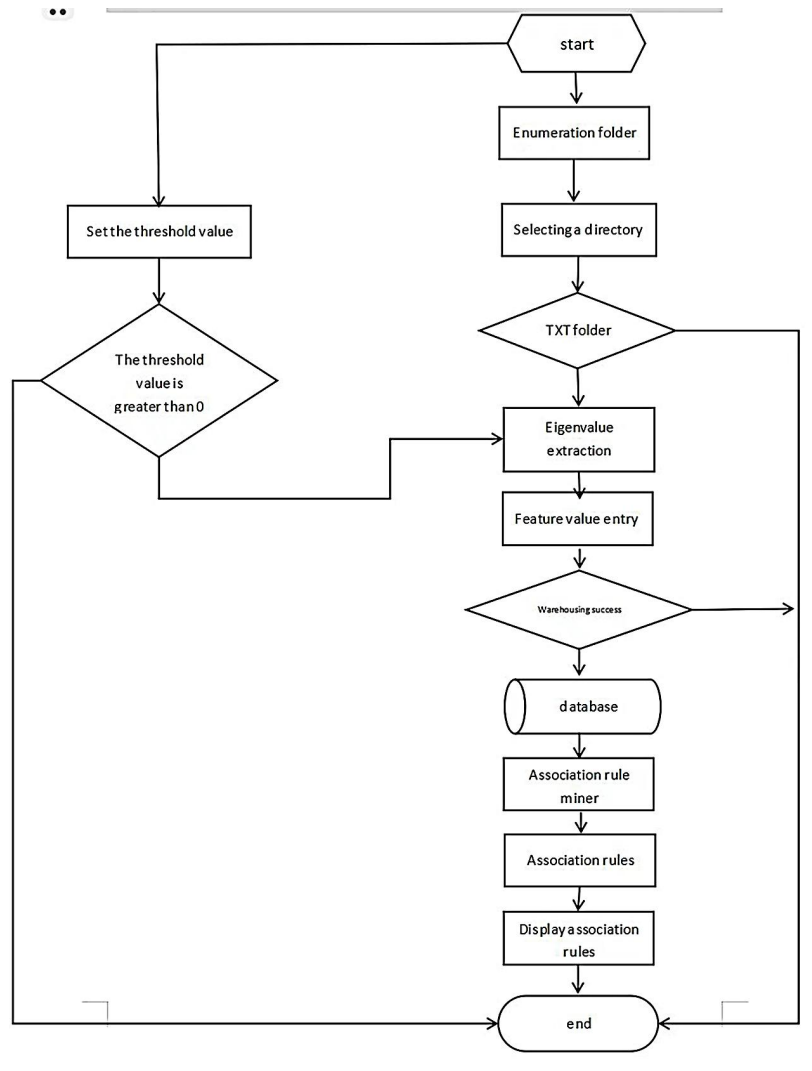 start
Enumeration folder
Set the threshold value
Selecting a directory
TXT folder
The threshold
value is
greater than 0
Eigenvalue
extraction
Feature value entry
Warehousing success
database
Association rule
miner
Association rules
Display association
rules
end